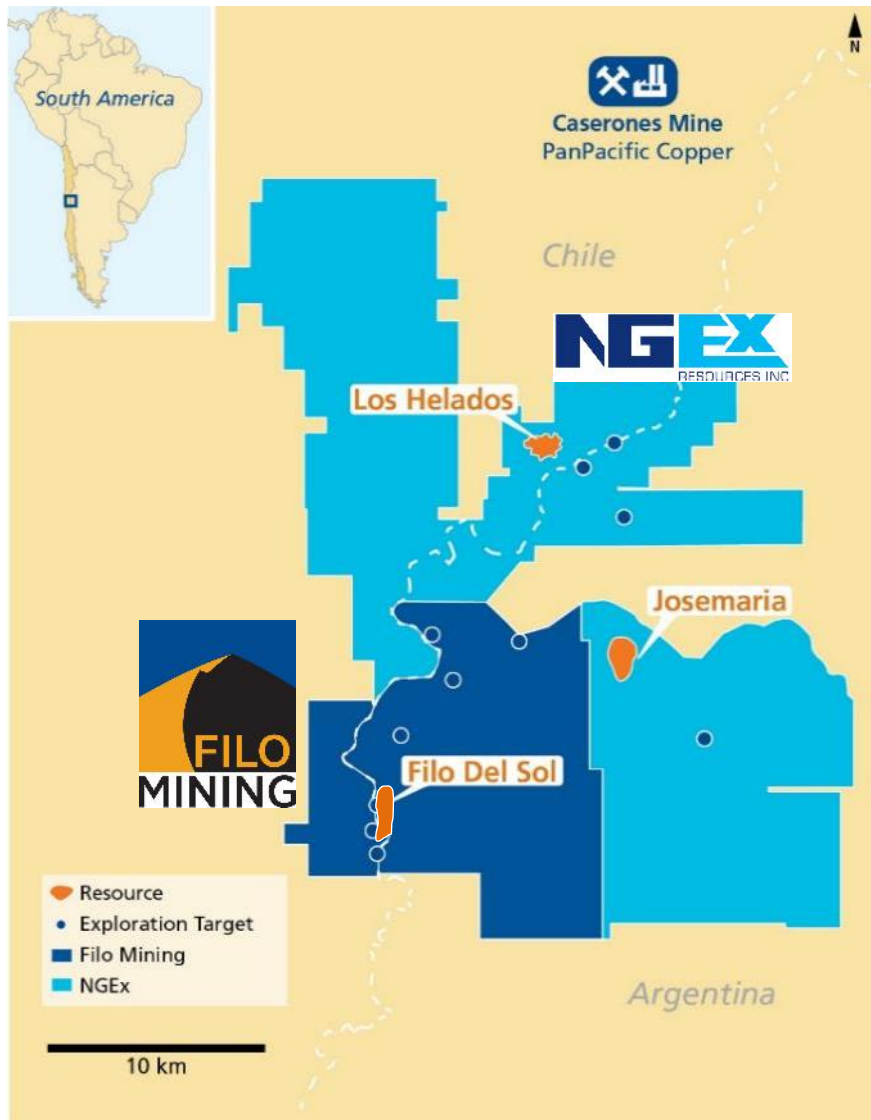 South America
N
Caserones Mine
PanPacific Copper
Chile
NGEX
RESOURCES INC
Los Helados
Josemaria
FILO
MINING
Filo Del Sol
Resource
Exploration Target
Filo Mining
NGEx
Argentina
10 km